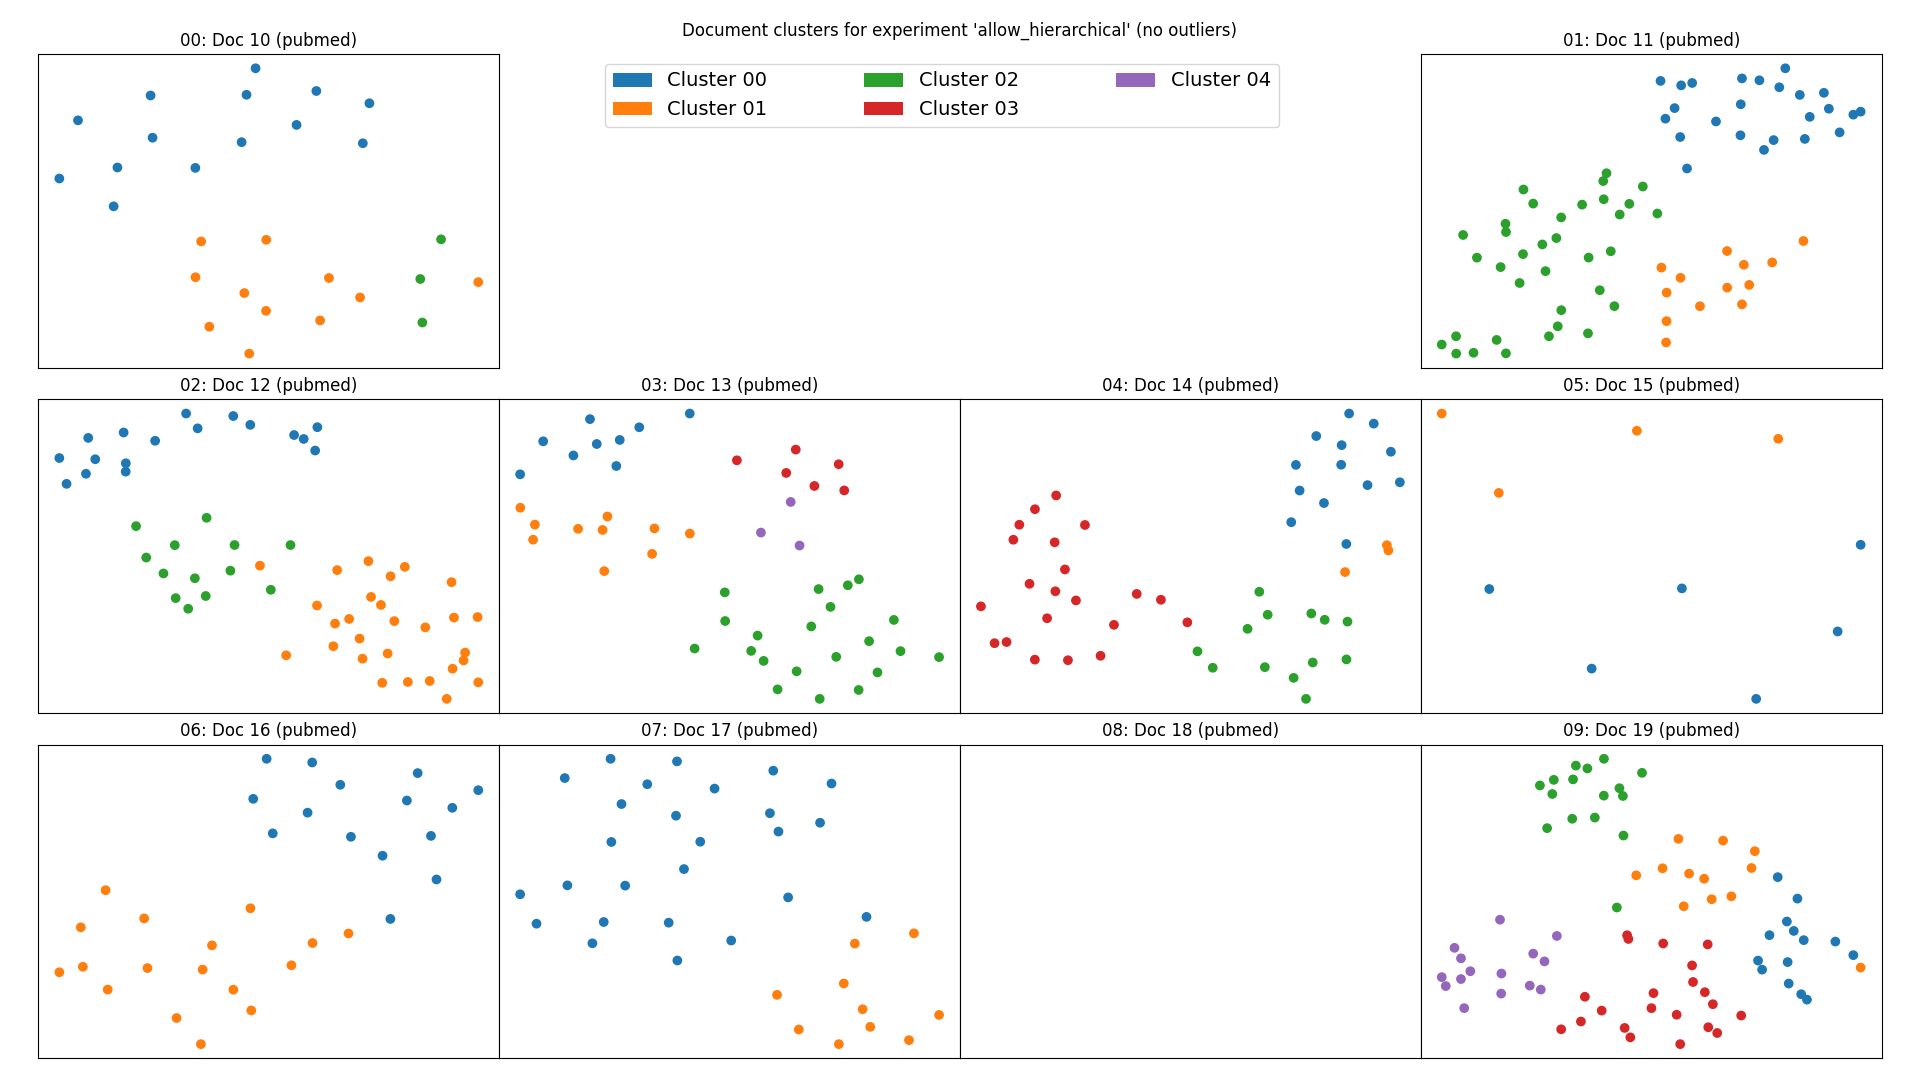 Document clusters for experiment 'allow_hierarchical' (no outliers)
00: Doc 10 (pubmed)
01: Doc 11 (pubmed)
Cluster 00
Cluster 01
Cluster 02
Cluster 03
Cluster 04
02: Doc 12 (pubmed)
03: Doc 13 (pubmed)
04: Doc 14 (pubmed)
05: Doc 15 (pubmed)
06: Doc 16 (pubmed)
07: Doc 17 (pubmed)
08: Doc 18 (pubmed)
09: Doc 19 (pubmed)